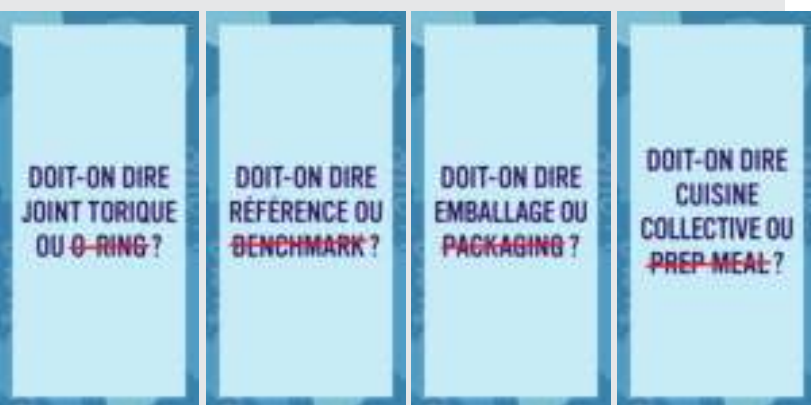 DOIT-ON DIRE
JOINT TORIQUE
OU O-RING ?
DOIT-ON DIRE
RÉFÉRENCE OU
BENCHMARK ?
DOIT-ON DIRE
EMBALLAGE OU
PACKAGING ?
DOIT-ON DIRE
CUISINE
COLLECTIVE OU
PREP MEAL ?